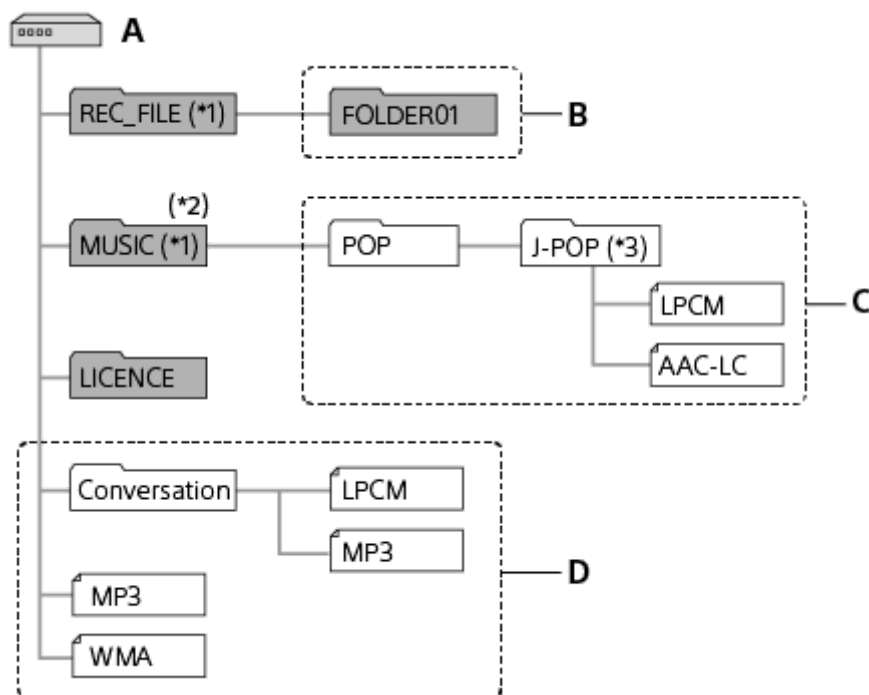 A
REC_FILE (*1)
FOLDER01
B
(*2)
MUSIC (*1)
POP
J-POP (*3)
LPCM
C
AAC-LC
LICENCE
Conversation
LPCM
MP3
D
MP3
WMA